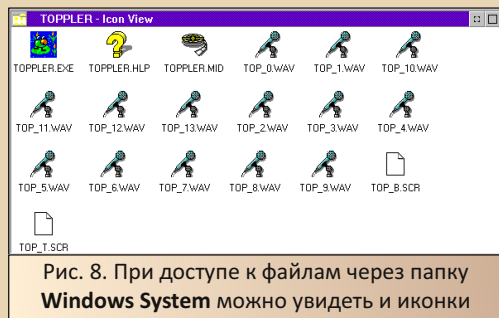 TOPPLER - Icon View
TOPPLER.EXE TOPPLER.HLP TOPPLER.MID TOP_0.WAV TOP_1.WAV TOP_10.WAV
TOP_11.WAV TOP_12.WAV TOP_13.WAV TOP_2.WAV TOP_3.WAV TOP_4.WAV
TOP_5.WAV TOP_6.WAV TOP_7.WAV TOP_8.WAV TOP_9.WAV TOP_B.SCR
TOP_T.SCR
Рис. 8. При доступе к файлам через папку
Windows System можно увидеть и иконки